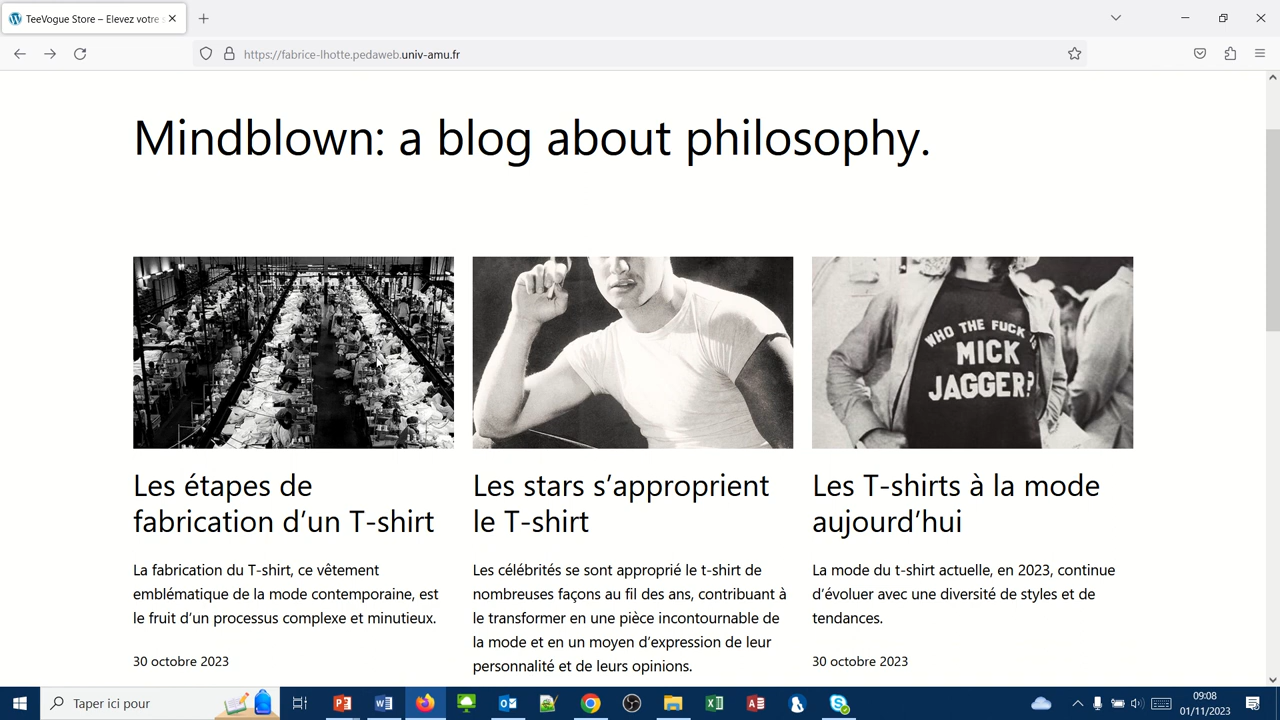 TeeVogue Store – Elevez votre s
https://fabrice-lhotte.pedaweb.univ-amu.fr
Mindblown: a blog about philosophy.
WHO THE FUCK IS
MICK
JAGGER?
Les étapes de
fabrication d’un T-shirt
La fabrication du T-shirt, ce vêtement
emblématique de la mode contemporaine, est
le fruit d’un processus complexe et minutieux.
30 octobre 2023
Les stars s’approprient
le T-shirt
Les célébrités se sont approprié le t-shirt de
nombreuses façons au fil des ans, contribuant à
le transformer en une pièce incontournable de
la mode et en un moyen d’expression de leur
personnalité et de leurs opinions.
Les T-shirts à la mode
aujourd’hui
La mode du t-shirt actuelle, en 2023, continue
d’évoluer avec une diversité de styles et de
tendances.
30 octobre 2023
Taper ici pour
09:08
01/11/2023